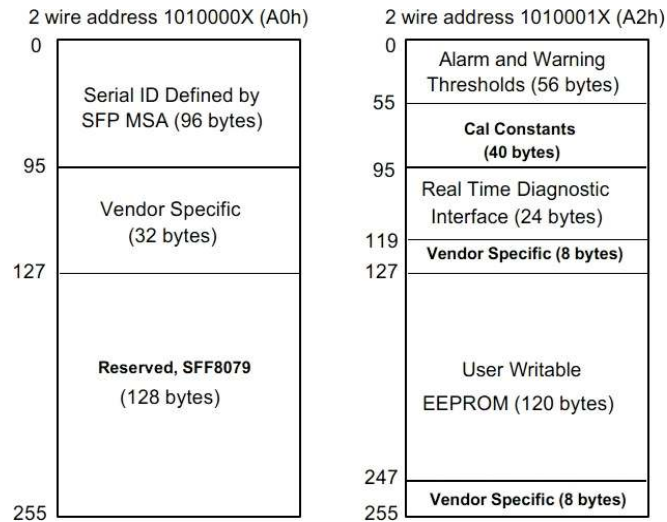 2 wire address 1010000X (A0h)
0
Serial ID Defined by
SFP MSA (96 bytes)
95
Vendor Specific
(32 bytes)
127
Reserved, SFF8079
(128 bytes)
255
2 wire address 1010001X (A2h)
0
Alarm and Warning
Thresholds (56 bytes)
55
Cal Constants
(40 bytes)
95
Real Time Diagnostic
Interface (24 bytes)
119
Vendor Specific (8 bytes)
127
User Writable
EEPROM (120 bytes)
247
Vendor Specific (8 bytes)
255